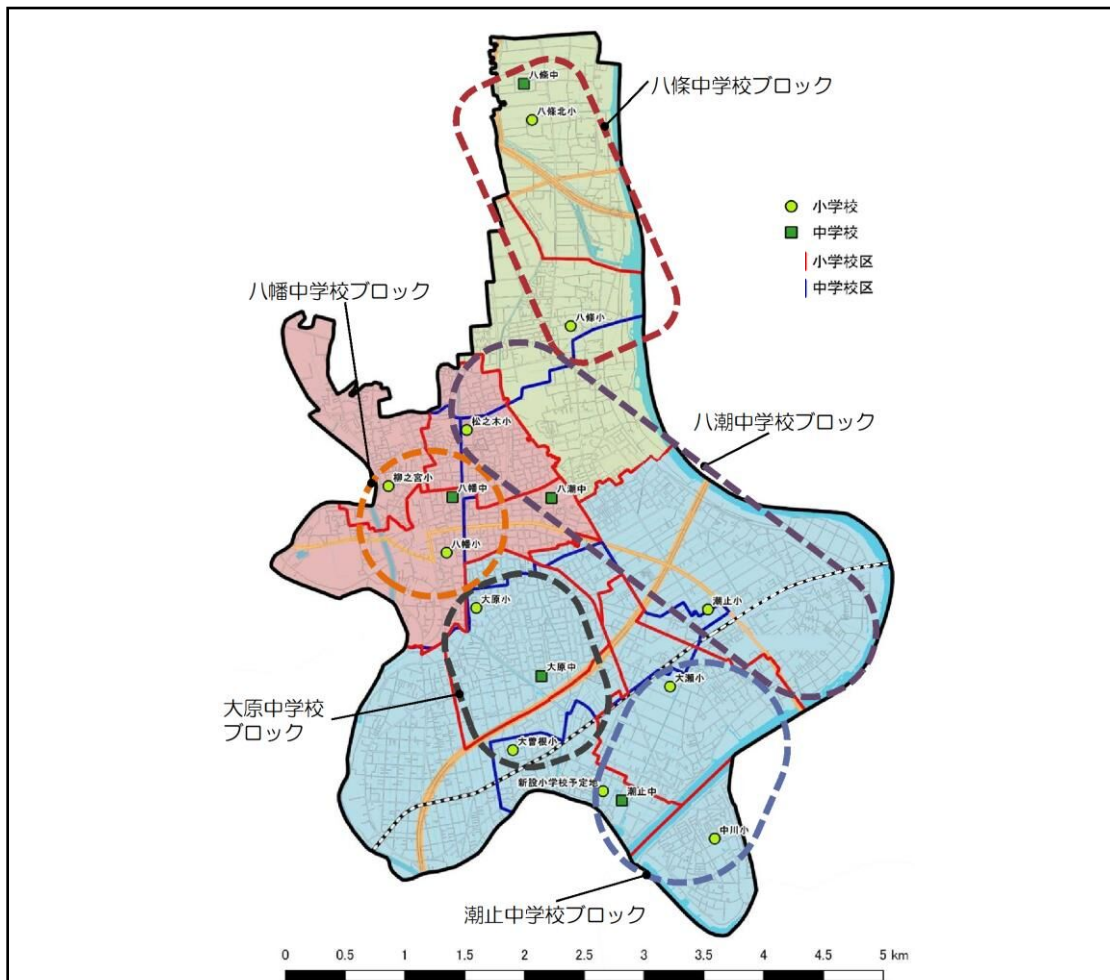 八條中
八條中学校ブロック
八條北小
小学校
中学校
小学校区
中学校区
八幡中学校ブロック
八條小
八潮中学校ブロック
松之木小
柳之宮小
八幡中
八潮中
八幡小
大原小
潮止小
大原中
大瀬小
大原中学校
ブロック
大曽根小
新設小学校予定地
潮止中
中川小
潮止中学校ブロック
0 0.5 1 1.5 2 2.5 3 3.5 4 4.5 5 km